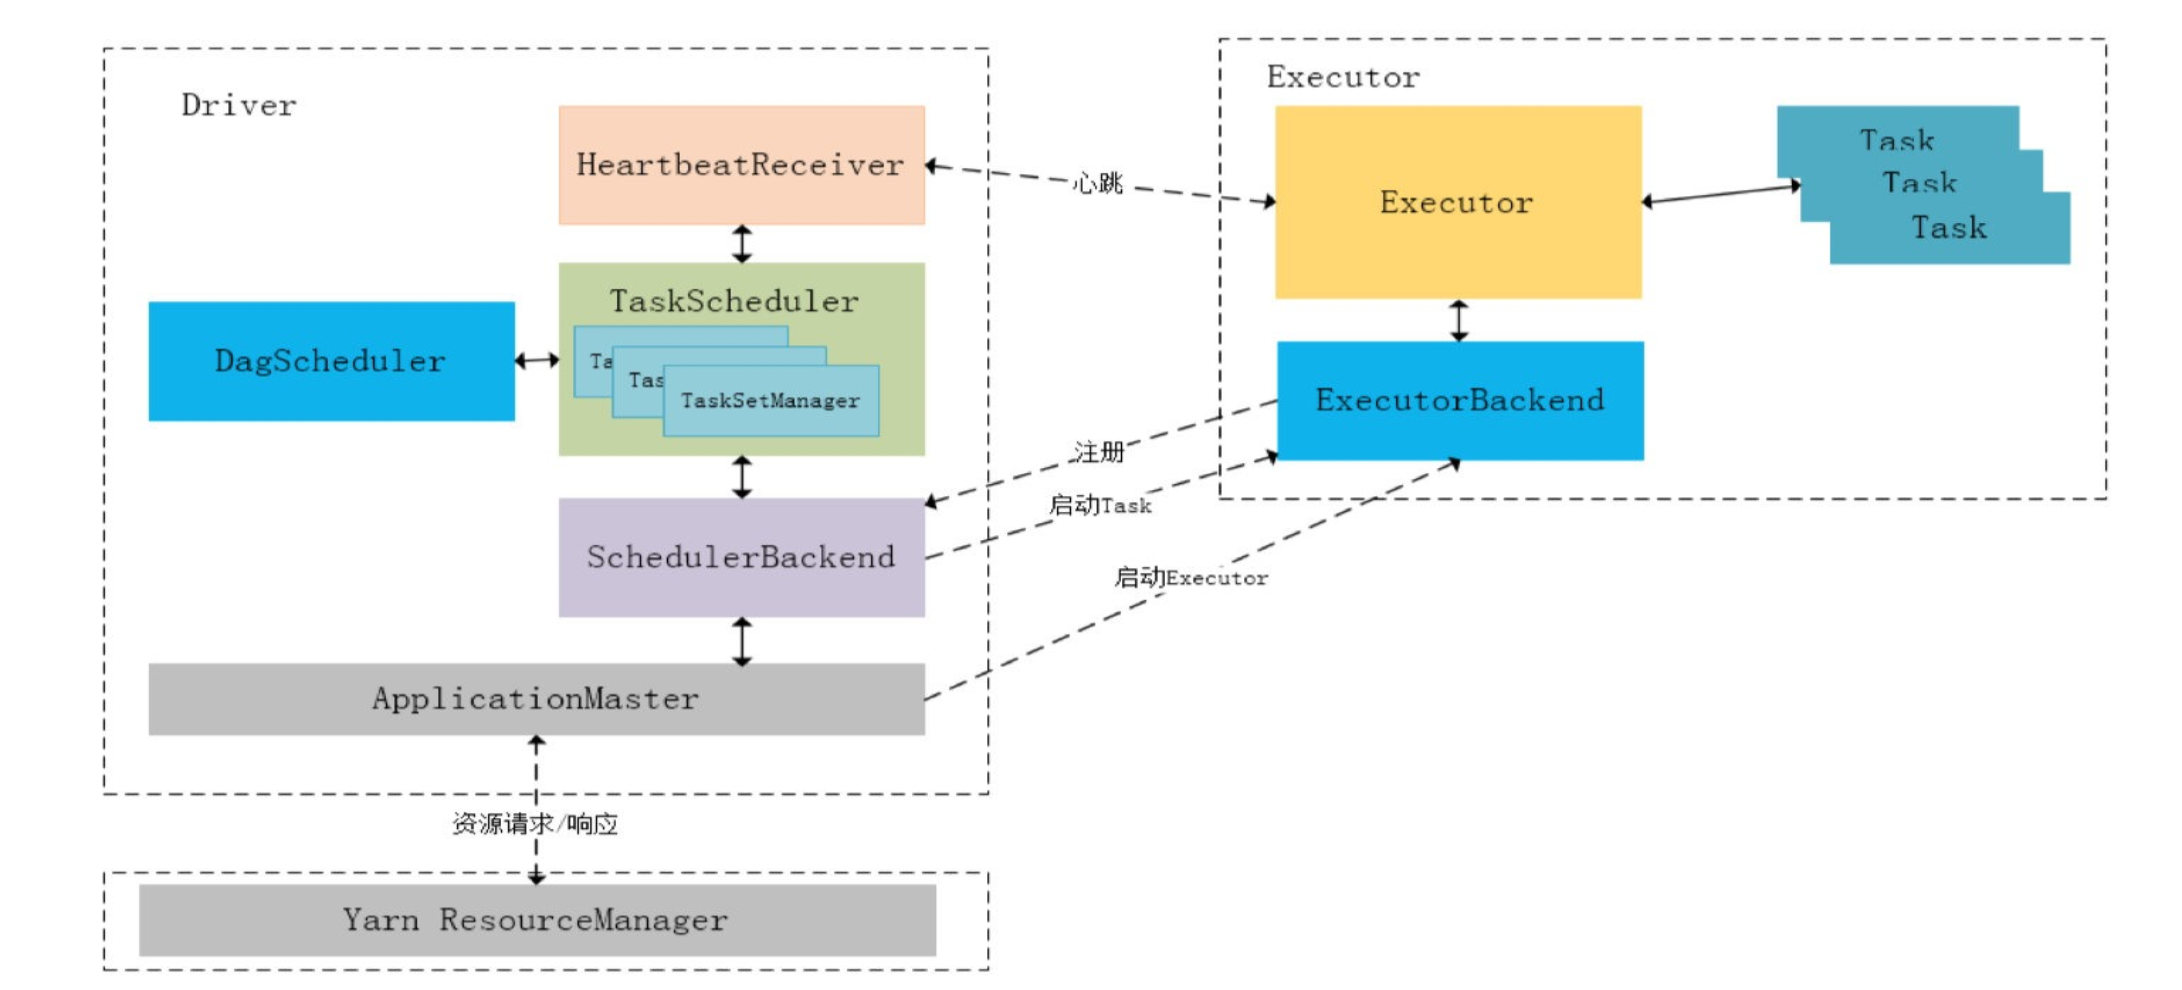 Driver
HeartbeatReceiver
TaskScheduler
Ta
Tas
TaskSetManager
DagScheduler
SchedulerBackend
ApplicationMaster
资源请求/响应
Yarn ResourceManager
心跳
注册
启动Task
启动Executor
Executor
Executor
Task
Task
Task
ExecutorBackend